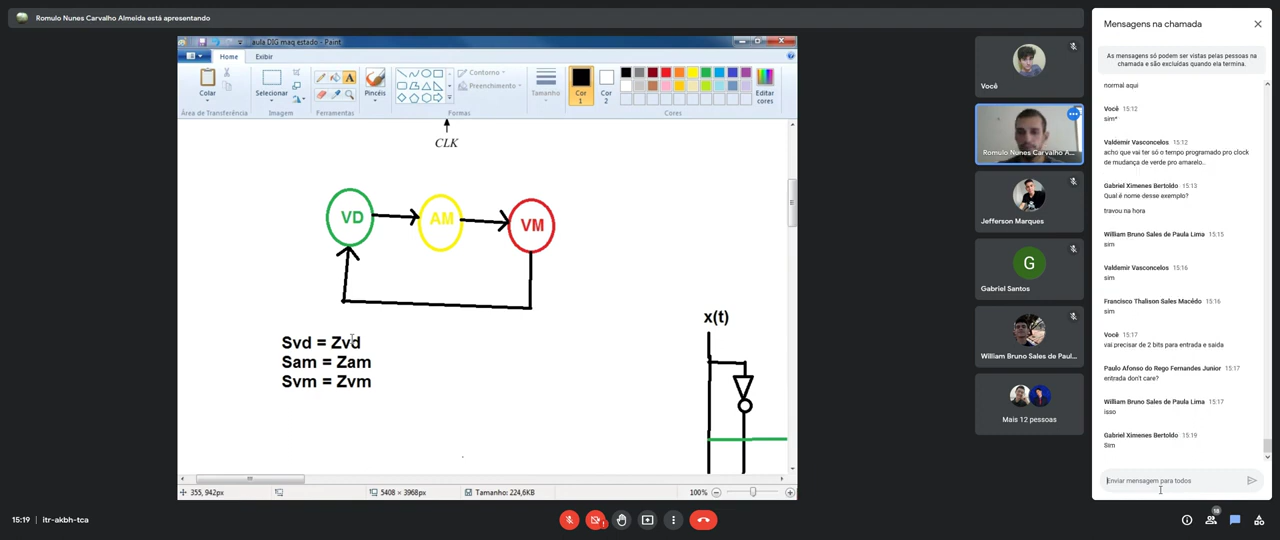 Romulo Nunes Carvalho Almeida está apresentando
aula DIG maq estado - Paint
Home
Exibir
Colar
Selecionar
Pincéis
Contorno
Preenchimento
Tamanho
Cor
1
Cor
2
Editar
cores
Área de Transferência
Imagem
Ferramentas
Formas
Cores
CLK
VD
AM
VM
Svd = Zvd
Sam = Zam
Svm = Zvm
x(t)
355, 942px
5408 × 3968px
Tamanho: 224,6KB
100%
Você
Romulo Nunes Carvalho A...
Jefferson Marques
G
Gabriel Santos
William Bruno Sales de Paul...
Mais 12 pessoas
Mensagens na chamada
As mensagens só podem ser vistas pelas pessoas na
chamada e são excluídas quando ela termina.
normal aqui
Você 15:12
sim*
Valdemir Vasconcelos 15:12
acho que vai ter só o tempo programado pro clock
de mudança de verde pro amarelo..
Gabriel Ximenes Bertoldo 15:13
Qual é nome desse exemplo?
travou na hora
William Bruno Sales de Paula Lima 15:15
sim
Valdemir Vasconcelos 15:16
sim
Francisco Thalison Sales Macêdo 15:16
sim
Você 15:17
vai precisar de 2 bits para entrada e saida
Paulo Afonso do Rego Fernandes Junior 15:17
entrada don't care?
William Bruno Sales de Paula Lima 15:17
isso
Gabriel Ximenes Bertoldo 15:19
Sim
Enviar mensagem para todos
15:19 | itr-akbh-tca
18